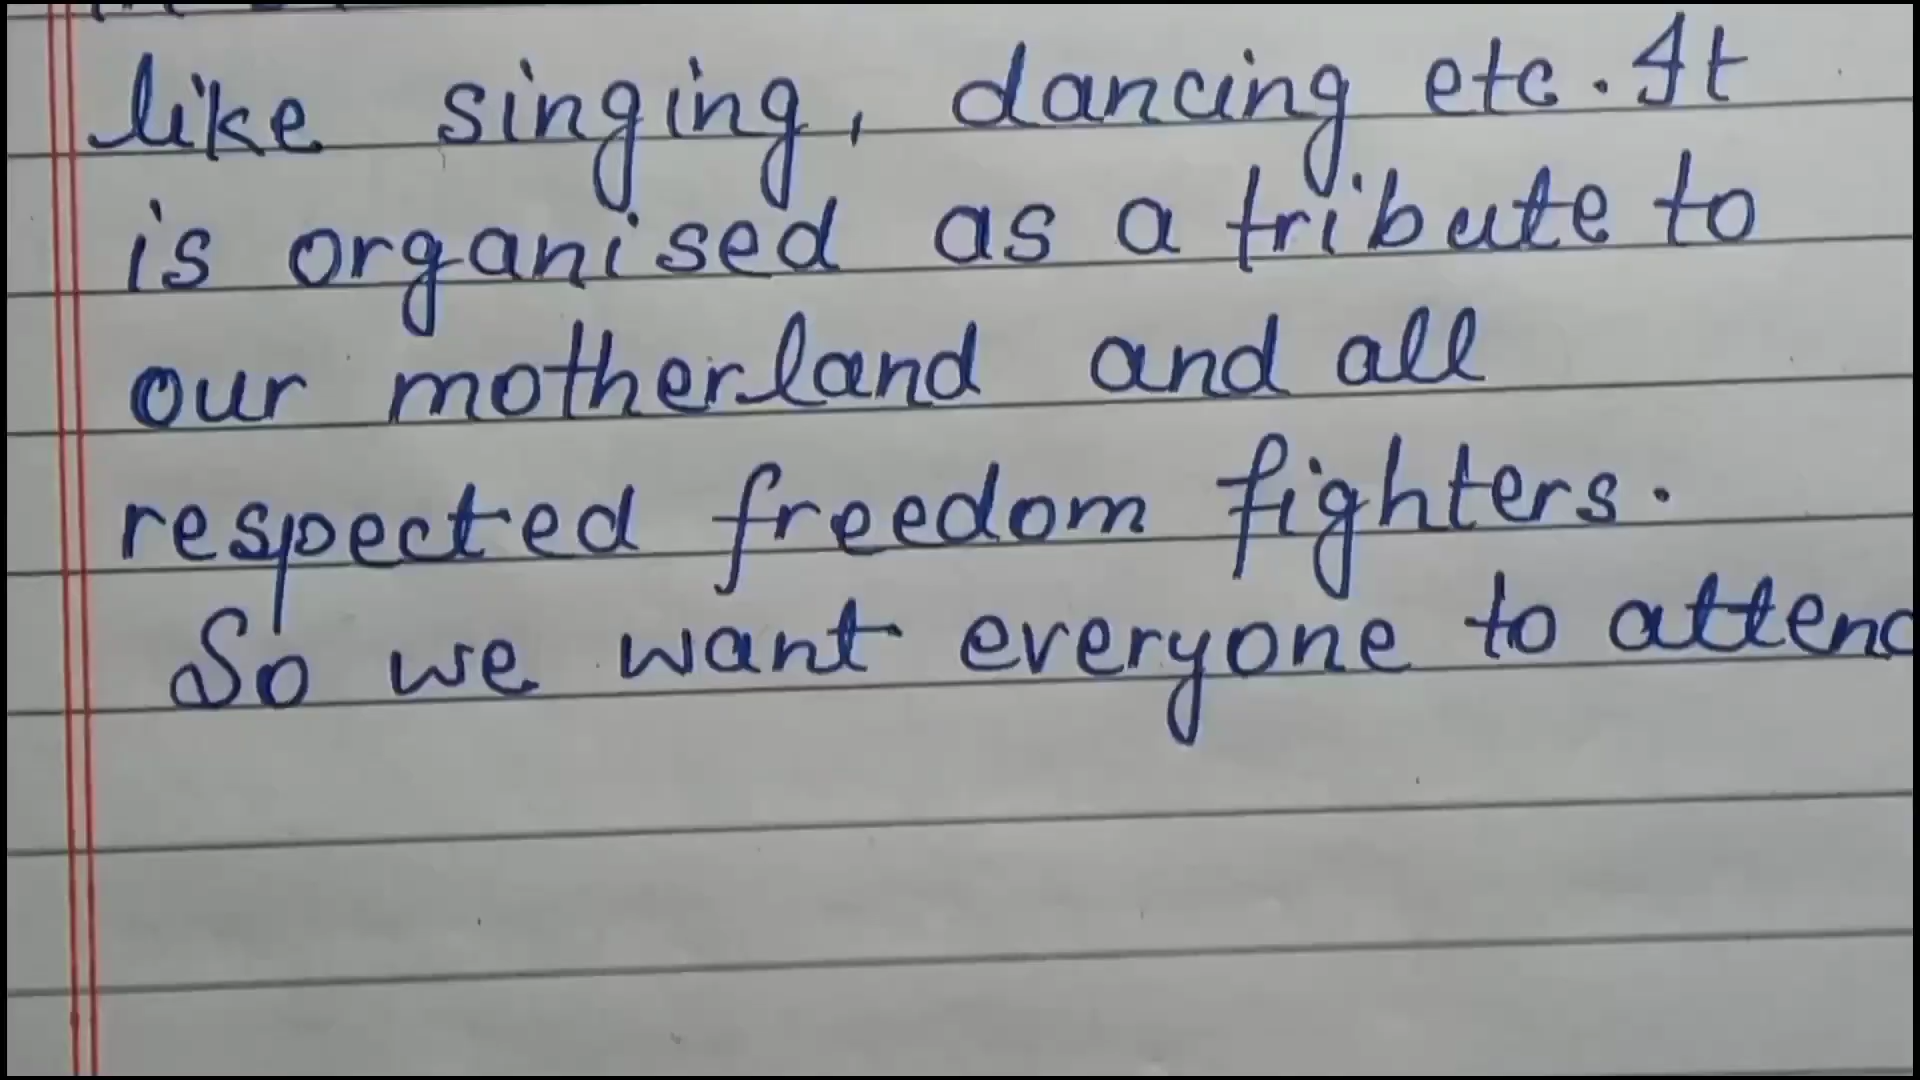 like singing, dancing etc. It
is organised as a tribute to
our motherland and all
respected freedom fighters.
So we want everyone to attend